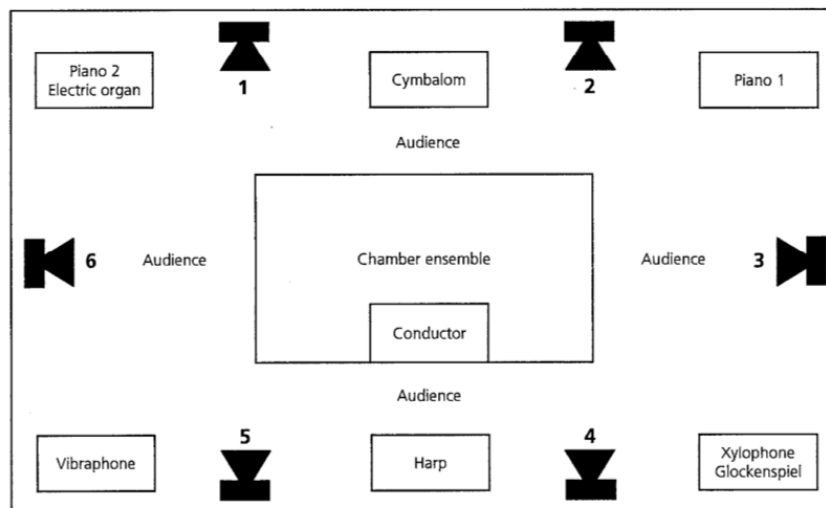 Piano 2
Electric organ
1
Cymbalom
2
Piano 1
Audience
6
Audience
Chamber ensemble
Audience
3
Conductor
Audience
5
4
Vibraphone
Harp
Xylophone
Glockenspiel